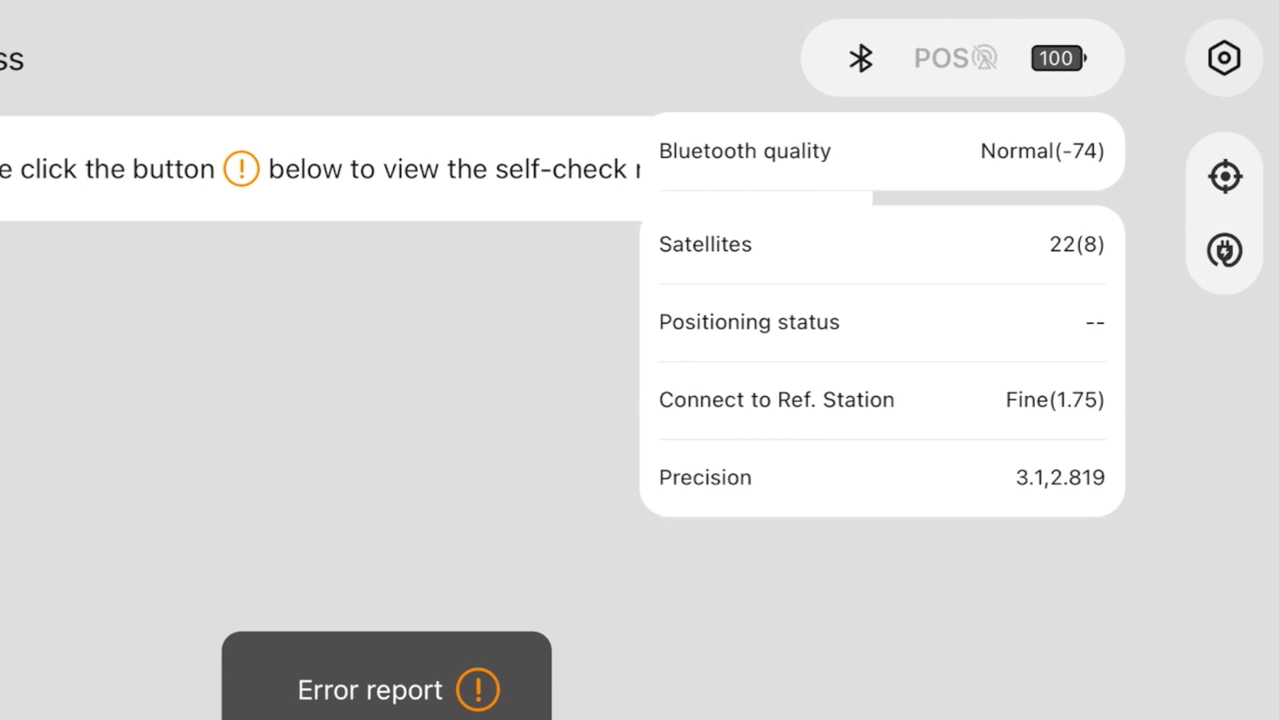 ss
POS
100
e click the button ! below to view the self-check
Bluetooth quality Normal(-74)
Satellites 22(8)
Positioning status --
Connect to Ref. Station Fine(1.75)
Precision 3.1,2.819
Error report !